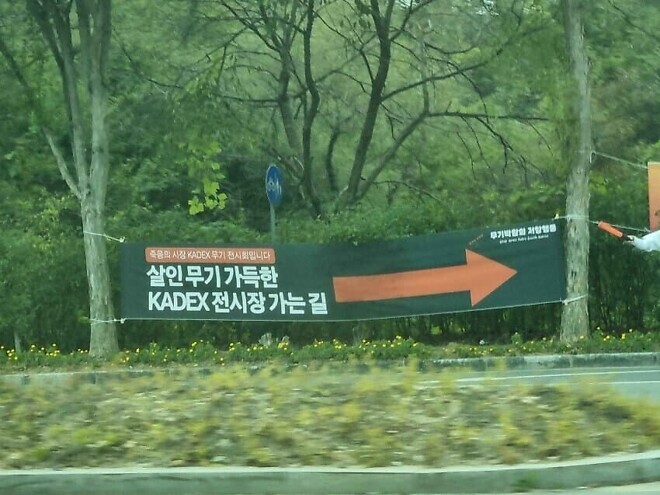 죽음의 시장 KADEX 무기 전시회입니다
살인 무기 가득한
KADEX 전시장 가는 길
무기박람회 저항행동